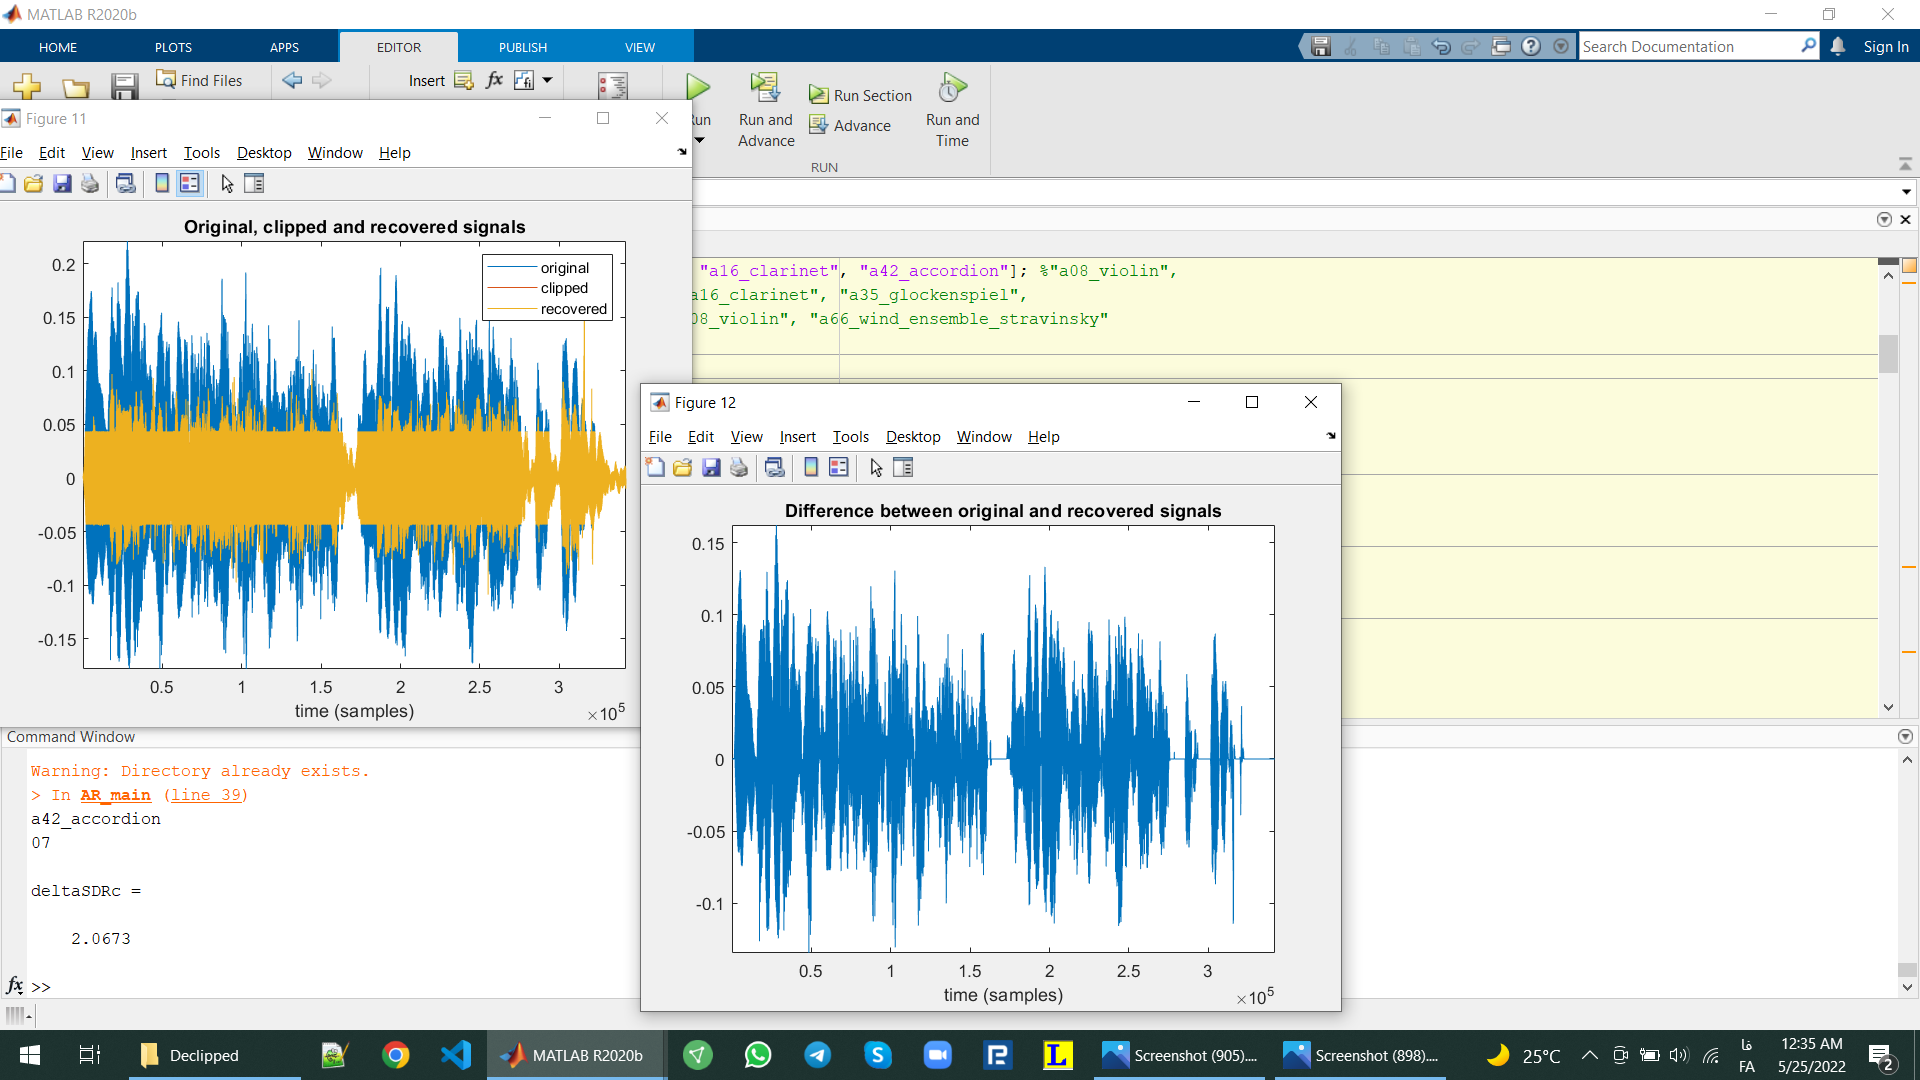 MATLAB R2020b
HOME PLOTS APPS EDITOR PUBLISH VIEW
Search Documentation
Sign In
Find Files
Insert
fx
Run and Advance
Run Section
Advance
Run and Time
RUN
Figure 11
File Edit View Insert Tools Desktop Window Help
Original, clipped and recovered signals
original
clipped
recovered
0.2
0.15
0.1
0.05
0
-0.05
-0.1
-0.15
0.5 1 1.5 2 2.5 3
time (samples)
×10⁵
"a16_clarinet", "a42_accordion"]; %"a08_violin",
a16_clarinet", "a35_glockenspiel",
08_violin", "a66_wind_ensemble_stravinsky"
Figure 12
File Edit View Insert Tools Desktop Window Help
Difference between original and recovered signals
0.15
0.1
0.05
0
-0.05
-0.1
0.5 1 1.5 2 2.5 3
time (samples)
×10⁵
Command Window
Warning: Directory already exists.
> In AR_main (line 39)
a42_accordion
07
deltaSDRc =
2.0673
fx >>
Declipped
MATLAB R2020b
Screenshot (905)....
Screenshot (898)....
25°C
فا
FA
12:35 AM
5/25/2022
2